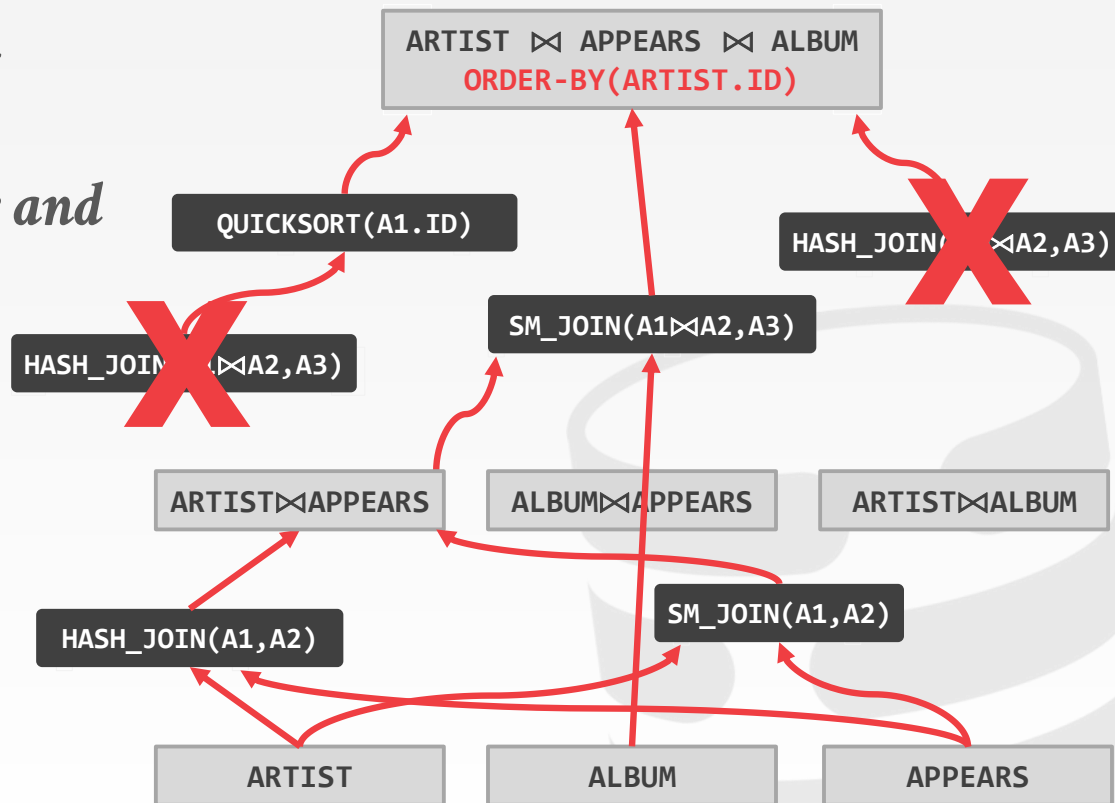 ARTIST ⋈ APPEARS ⋈ ALBUM
ORDER-BY(ARTIST.ID)
and
QUICKSORT(A1.ID)
HASH_JOIN( ⋈A2,A3)
SM_JOIN(A1⋈A2,A3)
HASH_JOIN( 1⋈A2,A3)
ARTIST⋈APPEARS
ALBUM⋈APPEARS
ARTIST⋈ALBUM
SM_JOIN(A1,A2)
HASH_JOIN(A1,A2)
ARTIST
ALBUM
APPEARS